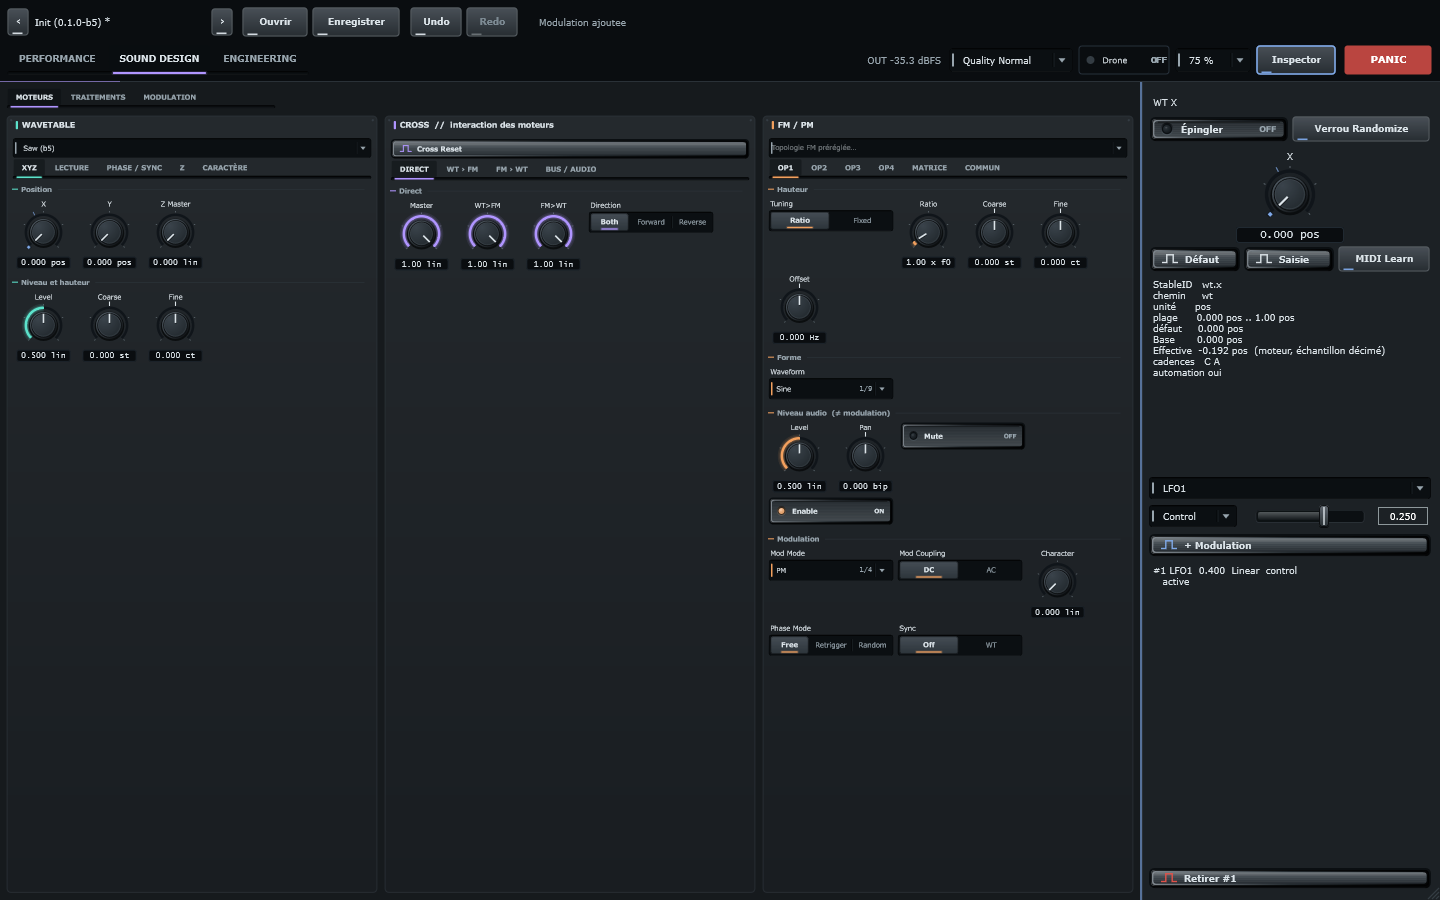 < Init (0.1.0-b5) * > Ouvrir Enregistrer Undo Redo Modulation ajoutee
PERFORMANCE SOUND DESIGN ENGINEERING OUT -35.3 dBFS Quality Normal Drone OFF 75 % Inspector PANIC
MOTEURS TRAITEMENTS MODULATION
WAVETABLE
Saw (b5)
XYZ LECTURE PHASE / SYNC Z CARACTÈRE
Position
X Y Z Master
0.000 pos 0.000 pos 0.000 lin
Niveau et hauteur
Level Coarse Fine
0.500 lin 0.000 st 0.000 ct
CROSS // interaction des moteurs
Cross Reset
DIRECT WT > FM FM > WT BUS / AUDIO
Direct
Master WT>FM FM>WT Direction
Both Forward Reverse
1.00 lin 1.00 lin 1.00 lin
FM / PM
Topologie FM préréglée...
OP1 OP2 OP3 OP4 MATRICE COMMUN
Hauteur
Tuning Ratio Coarse Fine
Ratio Fixed
1.00 x f0 0.000 st 0.000 ct
Offset
0.000 Hz
Forme
Waveform
Sine 1/9
Niveau audio (≠ modulation)
Level Pan
Mute OFF
0.500 lin 0.000 bip
Enable ON
Modulation
Mod Mode Mod Coupling Character
PM 1/4 DC AC
0.000 lin
Phase Mode Sync
Free Retrigger Random Off WT
WT X
Épingler OFF Verrou Randomize
X
0.000 pos
Défaut Saisie MIDI Learn
StableID wt.x
chemin wt
unité pos
plage 0.000 pos .. 1.00 pos
défaut 0.000 pos
Base 0.000 pos
Effective -0.192 pos (moteur, échantillon décimé)
cadences C A
automation oui
LFO1
Control 0.250
+ Modulation
#1 LFO1 0.400 Linear control
active
Retirer #1